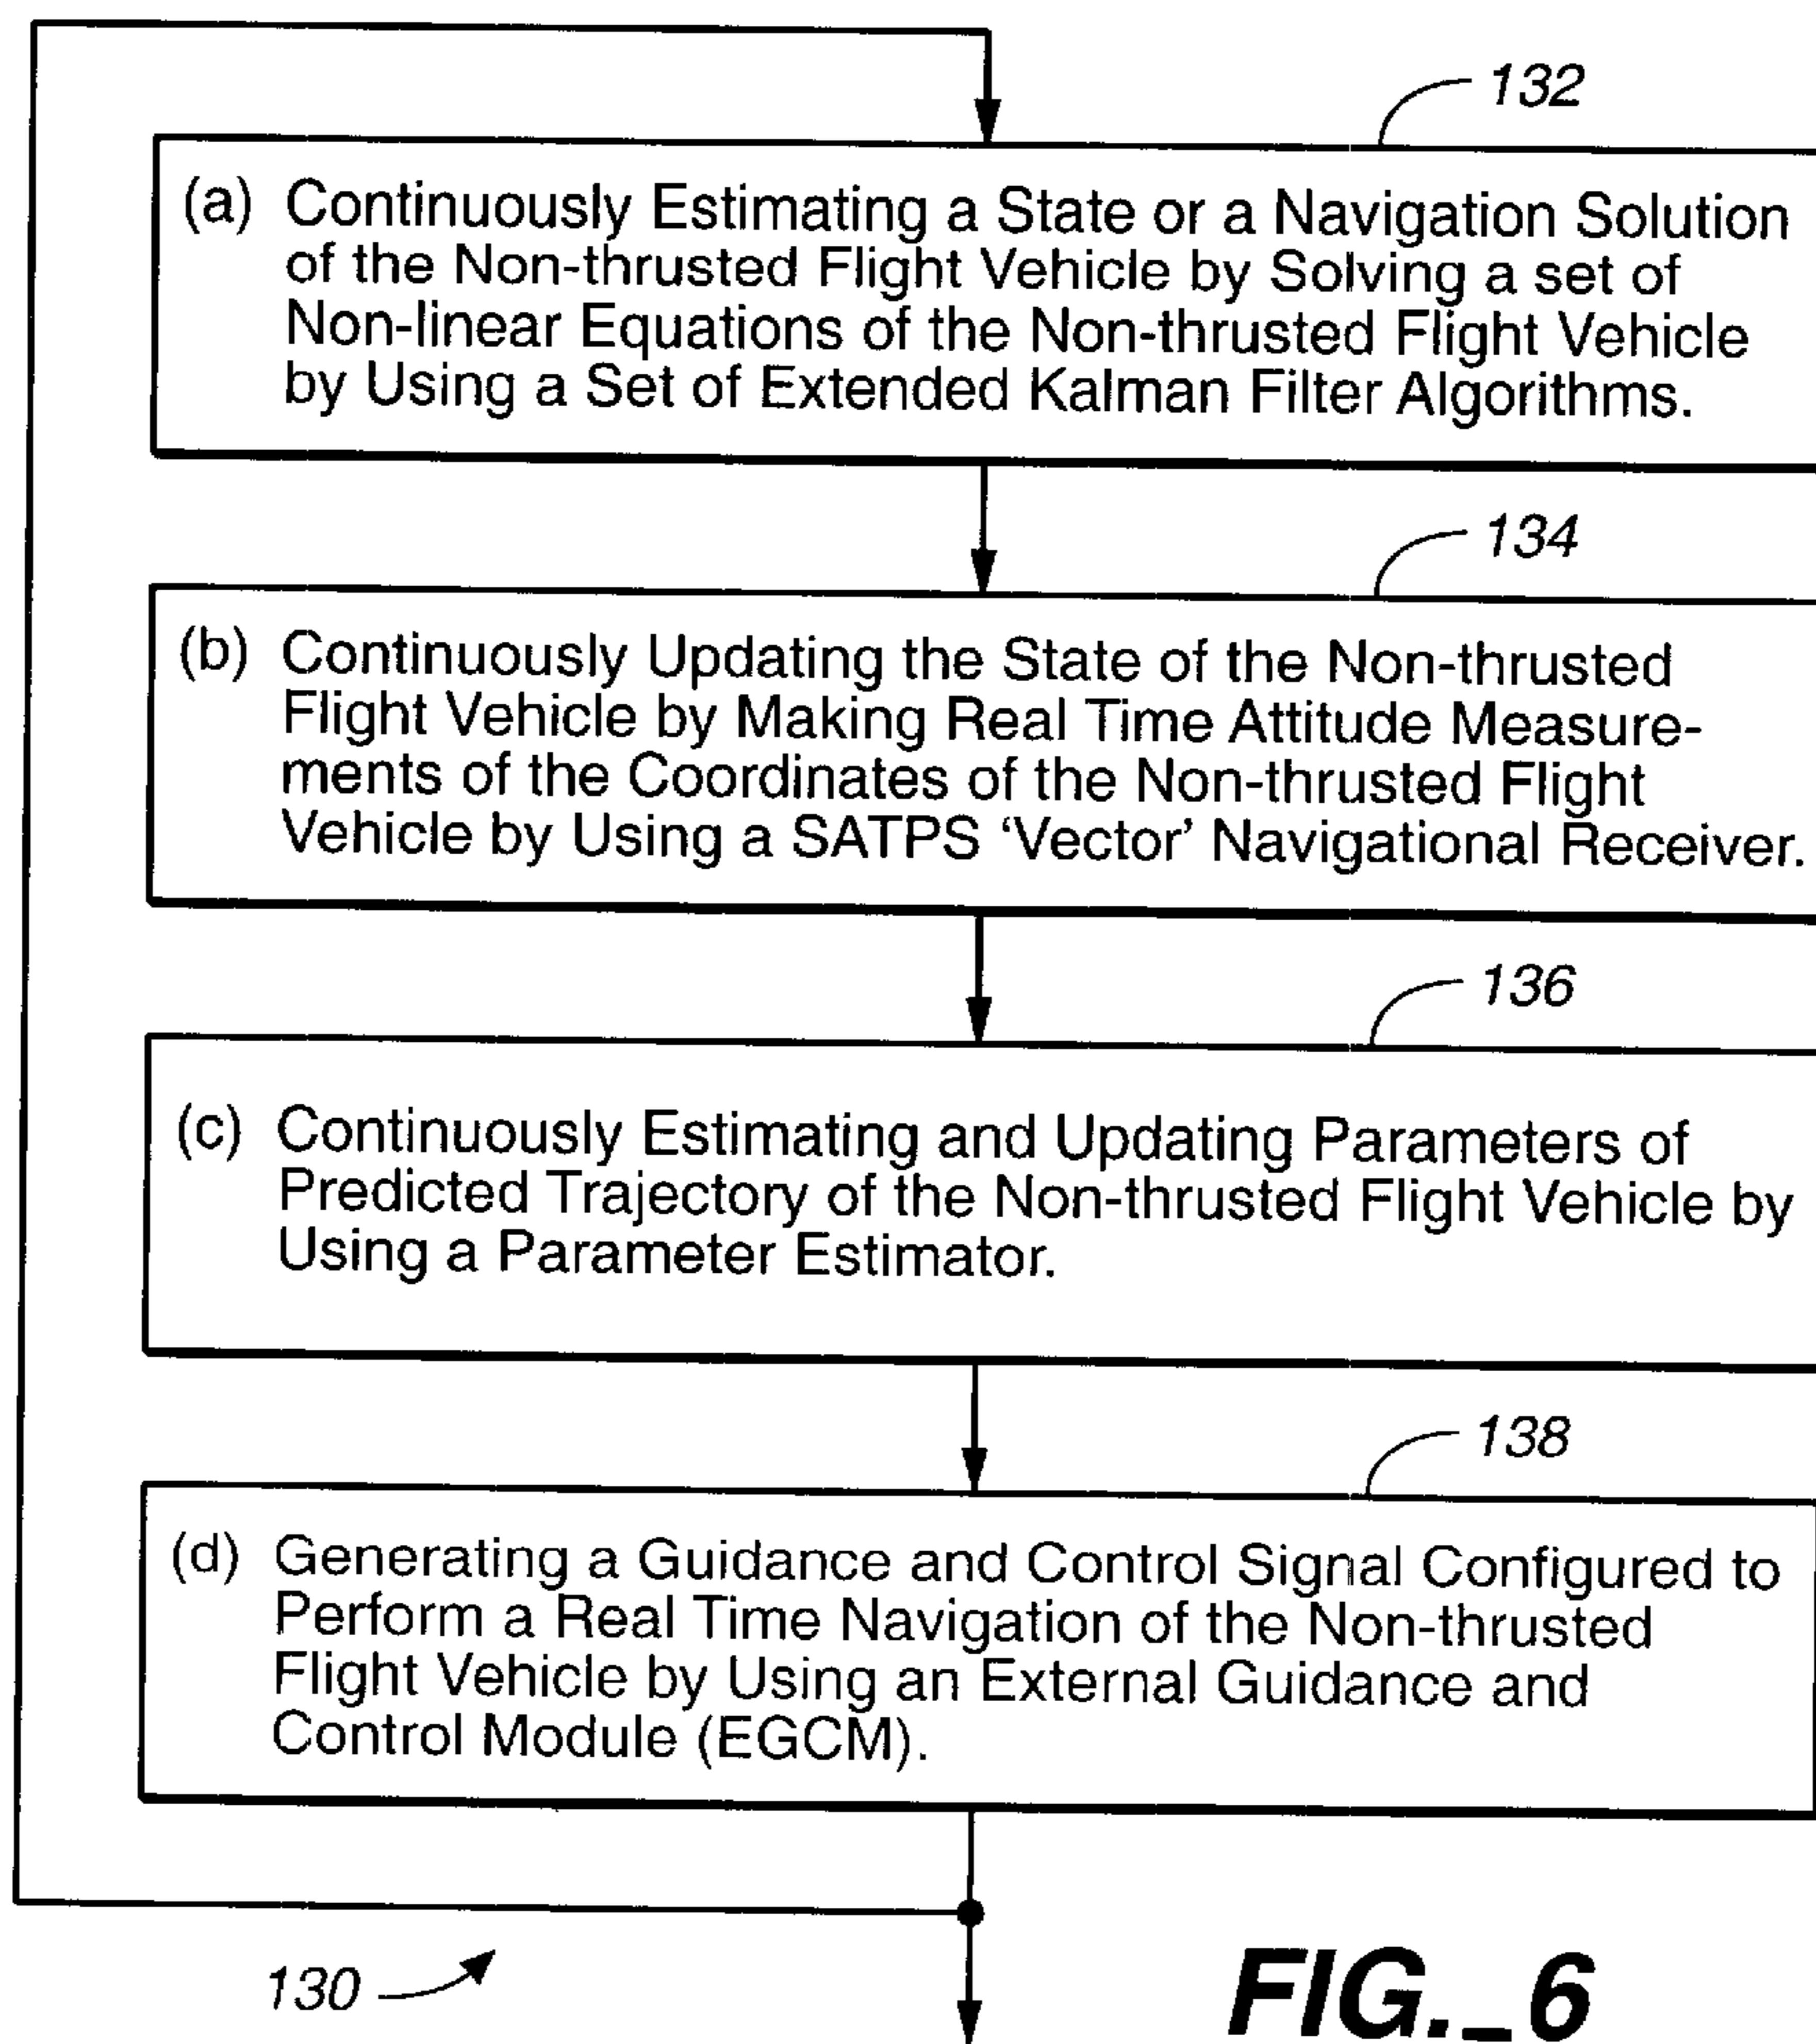 132
(a) Continuously Estimating a State or a Navigation Solution
of the Non-thrusted Flight Vehicle by Solving a set of
Non-linear Equations of the Non-thrusted Flight Vehicle
by Using a Set of Extended Kalman Filter Algorithms.
134
(b) Continuously Updating the State of the Non-thrusted
Flight Vehicle by Making Real Time Attitude Measure-
ments of the Coordinates of the Non-thrusted Flight
Vehicle by Using a SATPS ‘Vector’ Navigational Receiver.
136
(c) Continuously Estimating and Updating Parameters of
Predicted Trajectory of the Non-thrusted Flight Vehicle by
Using a Parameter Estimator.
138
(d) Generating a Guidance and Control Signal Configured to
Perform a Real Time Navigation of the Non-thrusted
Flight Vehicle by Using an External Guidance and
Control Module (EGCM).
130
FIG._6